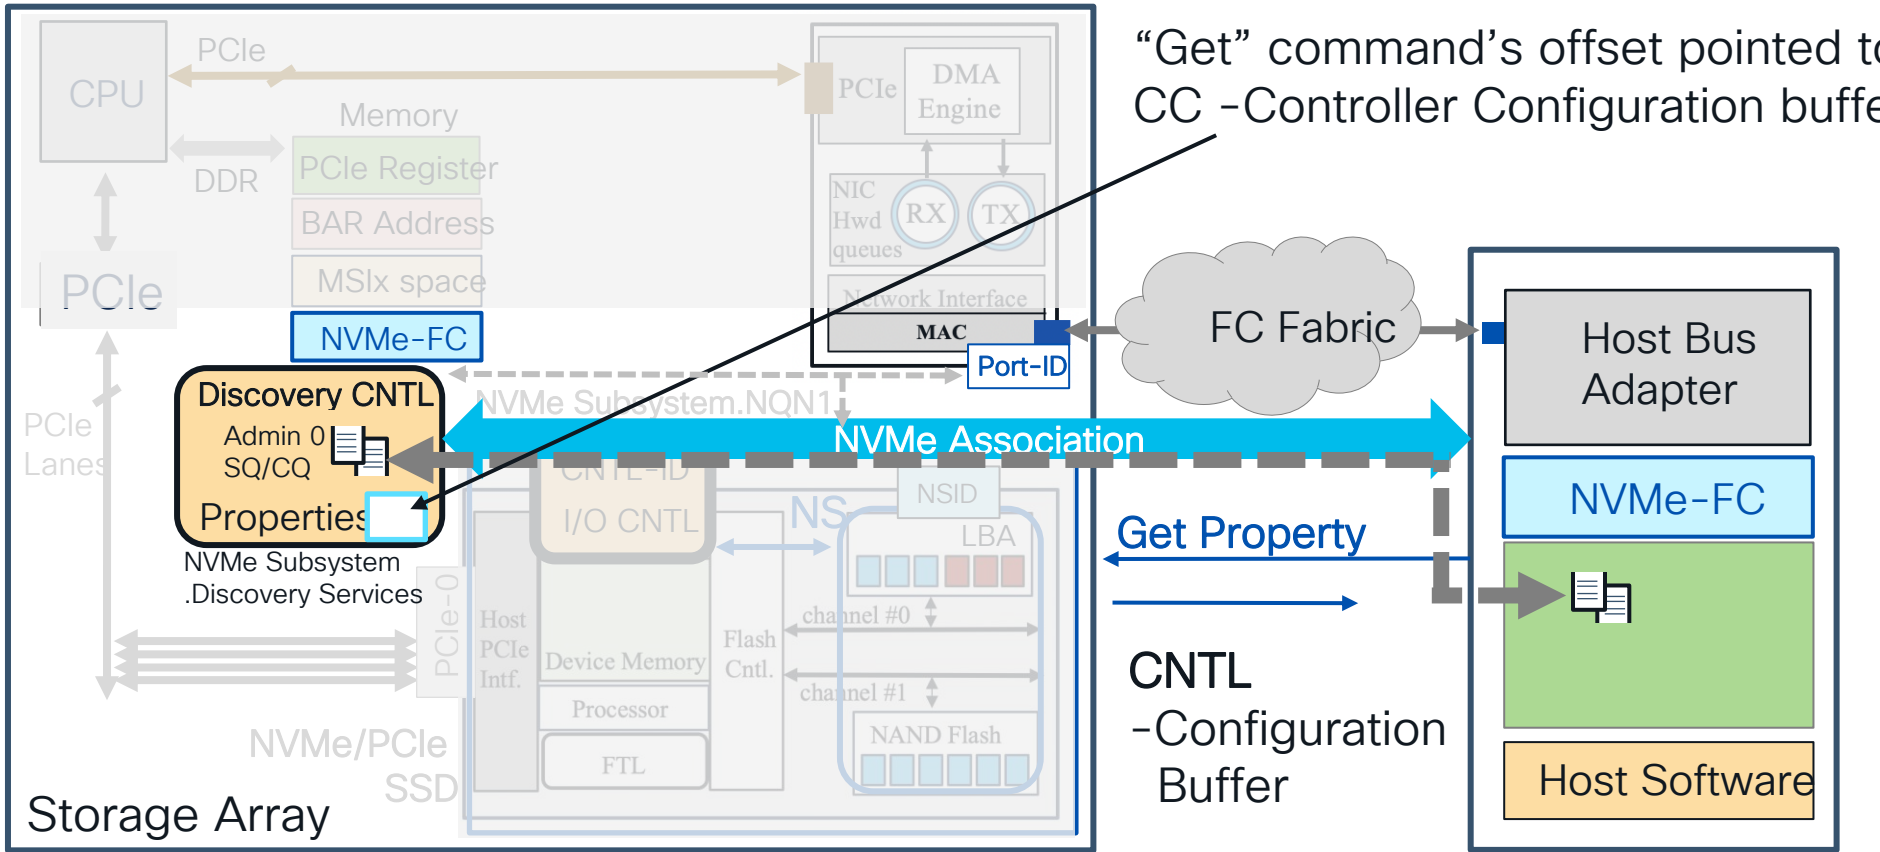 “Get” command’s offset pointed to
CC -Controller Configuration buffe
CPU
PCIe
Memory
DDR
PCIe Register
BAR Address
MSIx space
PCIe
NVMe-FC
PCIe
DMA
Engine
NIC
Hwd
queues
RX
TX
Network Interface
MAC
Port-ID
FC Fabric
Host Bus
Adapter
NVMe-FC
Host Software
Discovery CNTL
Admin 0
SQ/CQ
Properties
NVMe Subsystem
.Discovery Services
PCIe
Lanes
NVMe Subsystem.NQN1
NVMe Association
CNTL-ID
I/O CNTL
NS
NSID
LBA
Get Property
PCIe-0
Host
PCIe
Intf.
Device Memory
Processor
FTL
Flash
Cntl.
channel #0
channel #1
NAND Flash
CNTL
-Configuration
Buffer
NVMe/PCIe
SSD
Storage Array